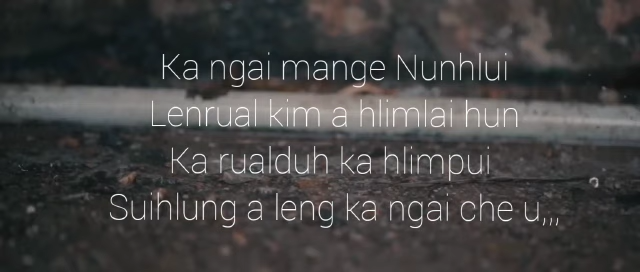 Ka ngai mange Nunhlui
Lenrual kim a hlimlai hun
Ka rualduh ka hlimpui
Suihlung a leng ka ngai che u,,,